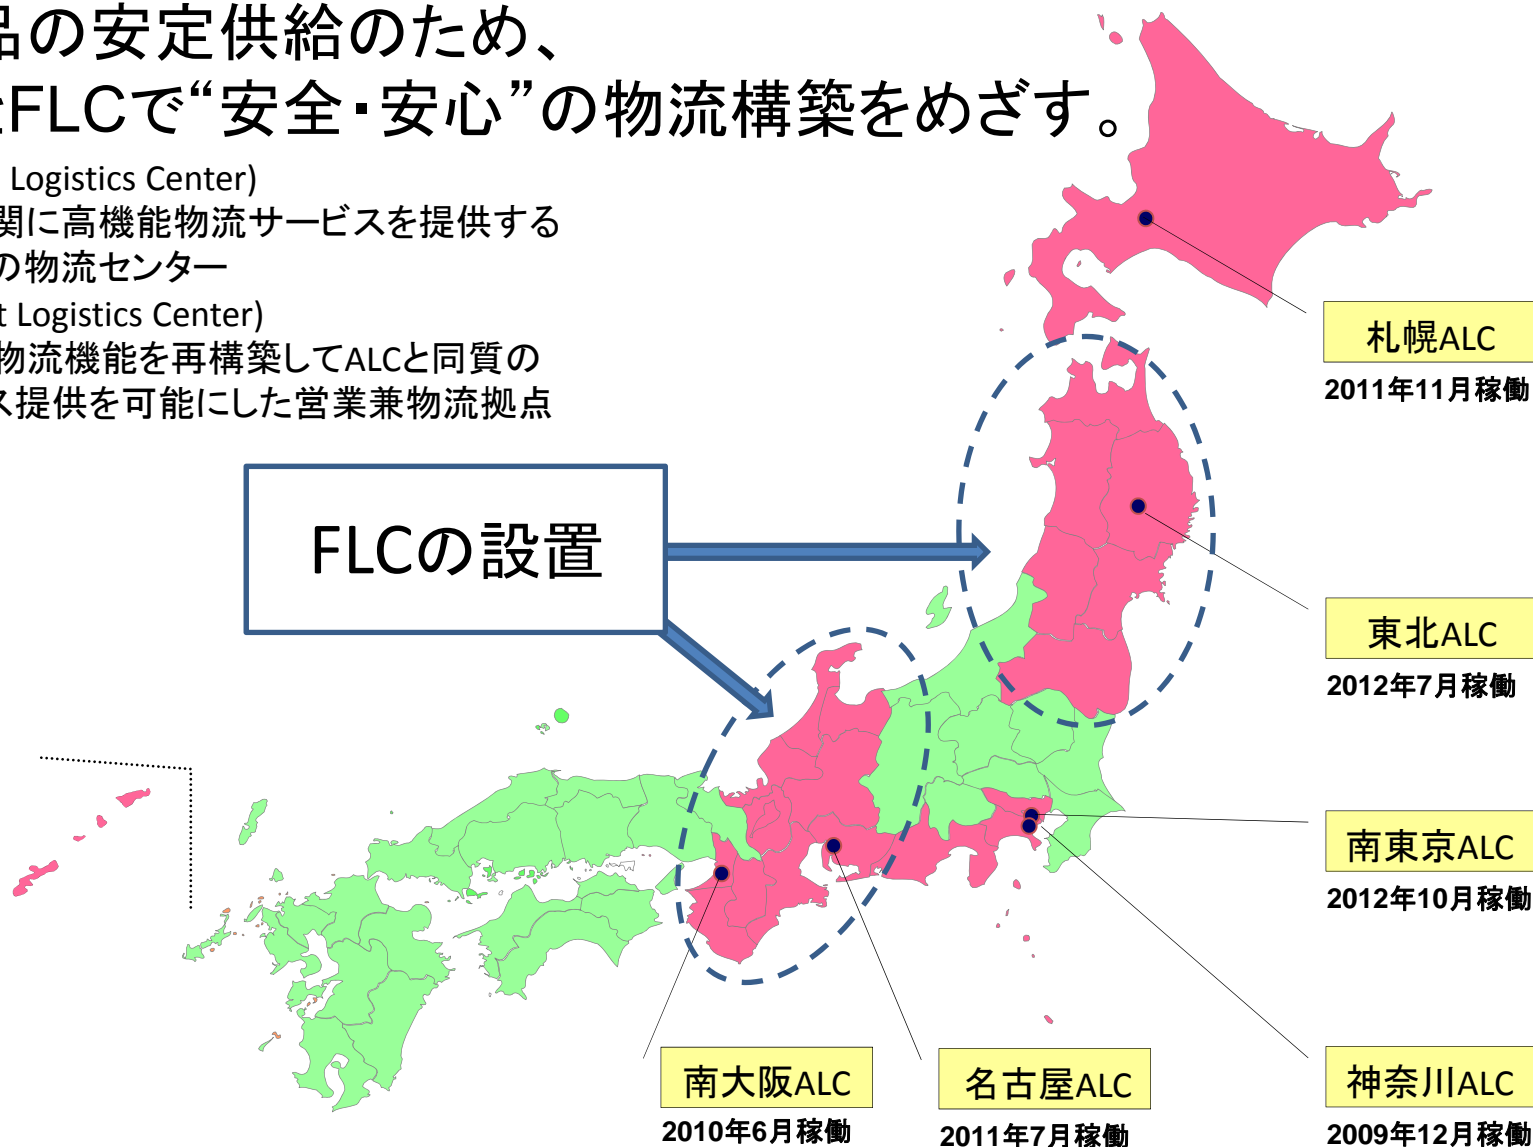 品の安定供給のため、
FLCで“安全・安心”の物流構築をめざす。
Logistics Center)
関に高機能物流サービスを提供する
の物流センター
t Logistics Center)
物流機能を再構築してALCと同質の
ス提供を可能にした営業兼物流拠点
FLCの設置
札幌ALC
2011年11月稼働
東北ALC
2012年7月稼働
南東京ALC
2012年10月稼働
南大阪ALC
2010年6月稼働
名古屋ALC
2011年7月稼働
神奈川ALC
2009年12月稼働